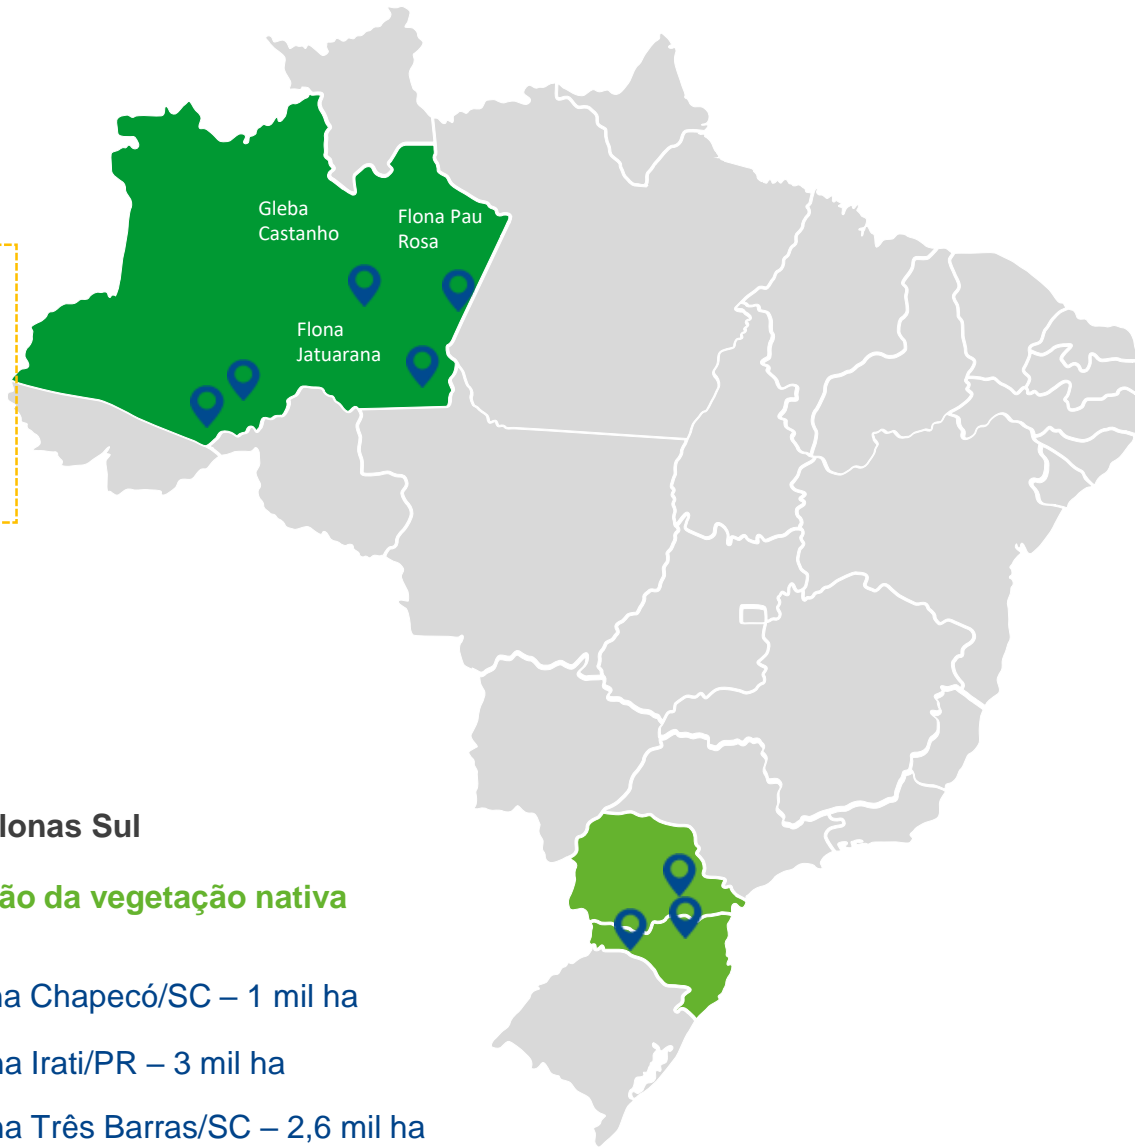 Gleba
Castanho
Flona Pau
Rosa
Flona
Jatuarana
lonas Sul
ão da vegetação nativa
na Chapecó/SC – 1 mil ha
na Irati/PR – 3 mil ha
na Três Barras/SC – 2,6 mil ha